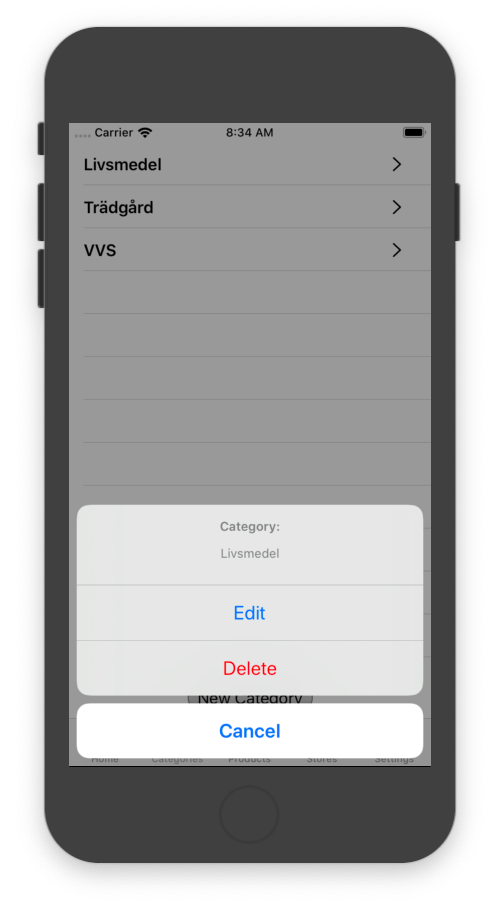 Carrier 8:34 AM
Livsmedel
Trädgård
VVS
Category:
Livsmedel
Edit
Delete
New Category
Cancel
Home Categories Products Stores Settings